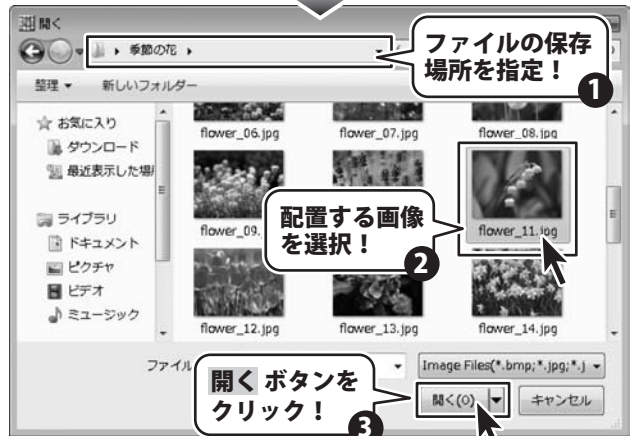 開く
季節の花
ファイルの保存
場所を指定！
1
整理
新しいフォルダー
お気に入り
ダウンロード
最近表示した場
ライブラリ
ドキュメント
ピクチャ
ビデオ
ミュージック
flower_06.jpg
flower_07.jpg
flower_08.jpg
flower_09.
flower_11.jpg
配置する画像
を選択！
2
flower_12.jpg
flower_13.jpg
flower_14.jpg
ファイル
Image Files(*.bmp;*.jpg;*.j
開く ボタンを
クリック！
3
開く(O)
キャンセル